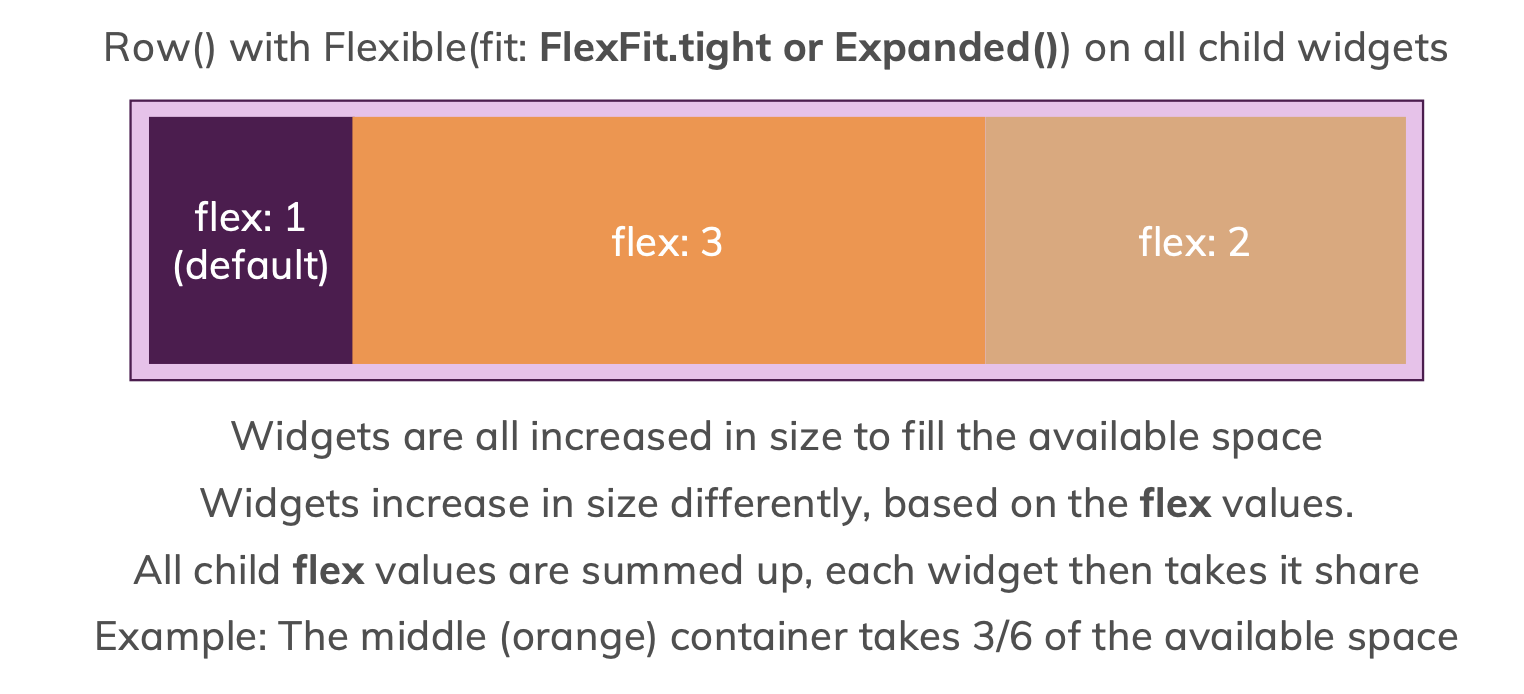 Row() with Flexible(fit: FlexFit.tight or Expanded()) on all child widgets
flex: 1
(default)
flex: 3
flex: 2
Widgets are all increased in size to fill the available space
Widgets increase in size differently, based on the flex values.
All child flex values are summed up, each widget then takes it share
Example: The middle (orange) container takes 3/6 of the available space